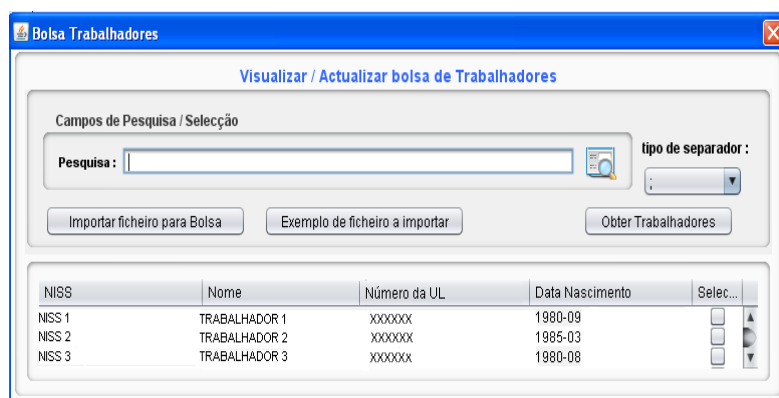 Bolsa Trabalhadores
Visualizar / Actualizar bolsa de Trabalhadores
Campos de Pesquisa / Selecção
Pesquisa :
tipo de separador :
;
Importar ficheiro para Bolsa Exemplo de ficheiro a importar Obter Trabalhadores
NISS Nome Número da UL Data Nascimento Selec...
NISS 1 TRABALHADOR 1 XXXXXX 1980-09
NISS 2 TRABALHADOR 2 XXXXXX 1985-03
NISS 3 TRABALHADOR 3 XXXXXx 1980-08